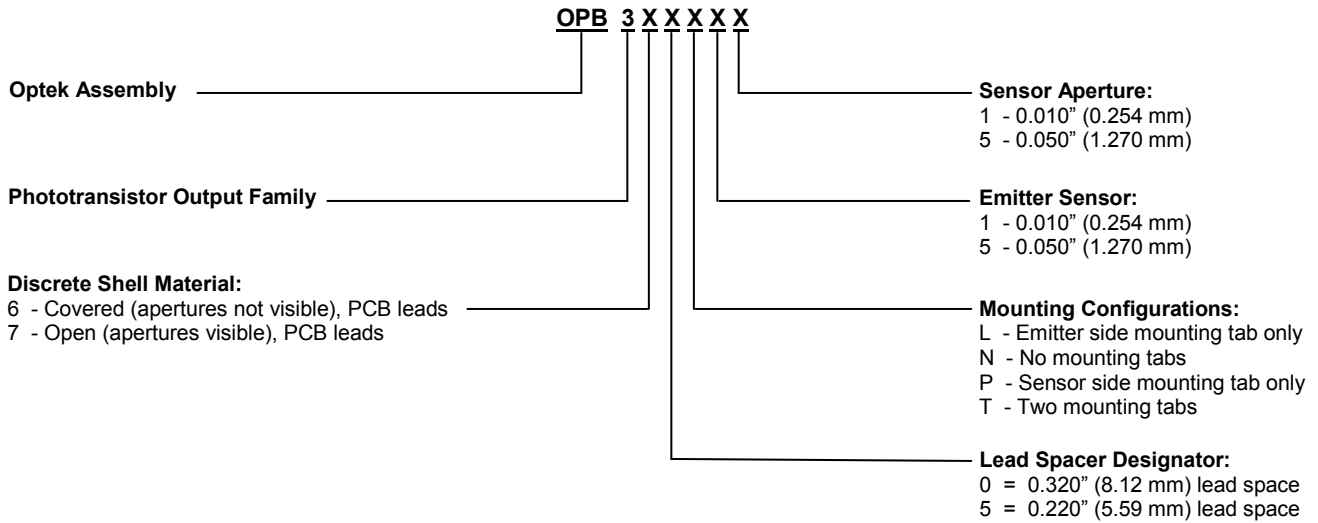 OPB 3 X X X X X
Optek Assembly
Phototransistor Output Family
Discrete Shell Material:
6 - Covered (apertures not visible), PCB leads
7 - Open (apertures visible), PCB leads
Sensor Aperture:
1 - 0.010” (0.254 mm)
5 - 0.050” (1.270 mm)
Emitter Sensor:
1 - 0.010” (0.254 mm)
5 - 0.050” (1.270 mm)
Mounting Configurations:
L - Emitter side mounting tab only
N - No mounting tabs
P - Sensor side mounting tab only
T - Two mounting tabs
Lead Spacer Designator:
0 = 0.320” (8.12 mm) lead space
5 = 0.220” (5.59 mm) lead space